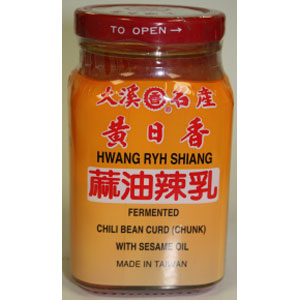 TO OPEN →
大溪 名產
黃日香
HWANG RYH SHIANG
蔴油辣乳
FERMENTED
CHILI BEAN CURD (CHUNK)
WITH SESAME OIL
MADE IN TAIWAN